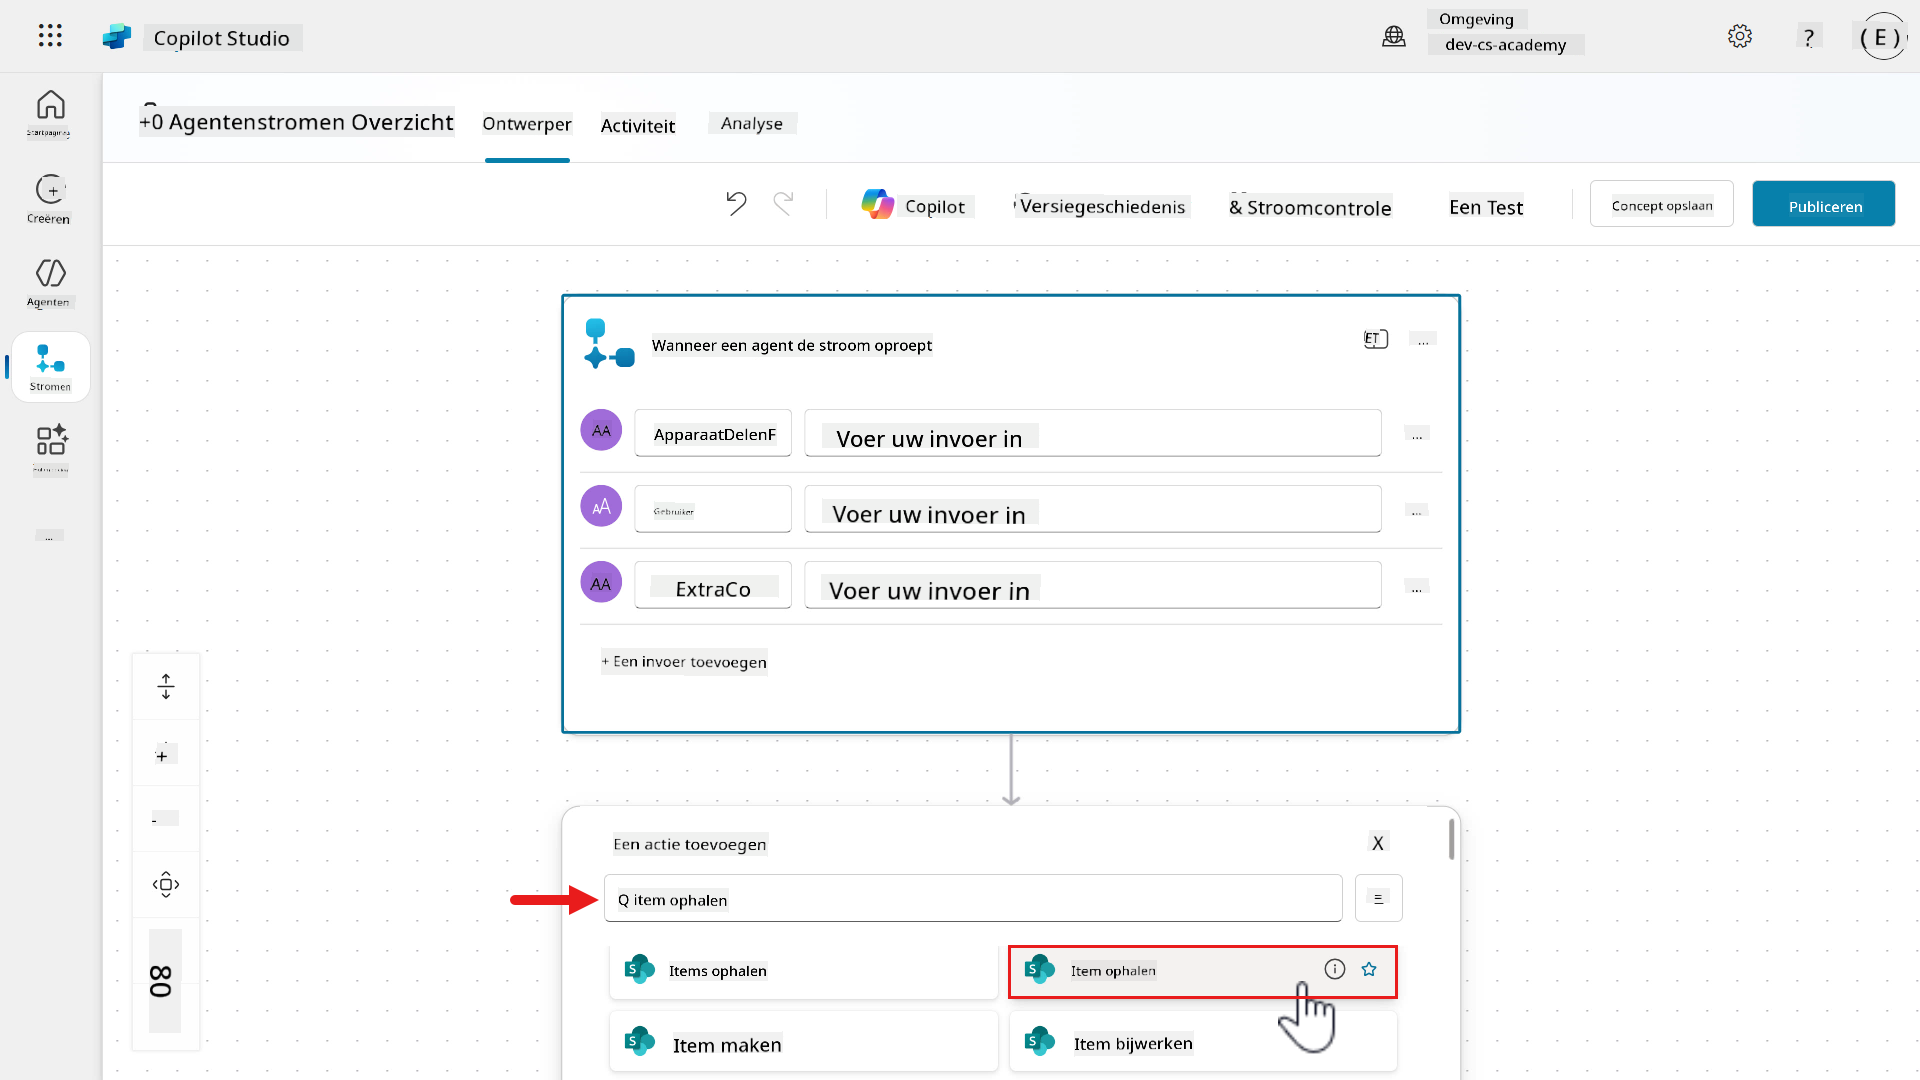 Copilot Studio
Omgeving
dev-cs-academy
?
( E )
Startpagina
+0 Agentenstromen Overzicht
Ontwerper
Activiteit
Analyse
Creëren
Copilot
Versiegeschiedenis
& Stroomcontrole
Een Test
Concept opslaan
Publiceren
Agenten
Stromen
...
Wanneer een agent de stroom oproept
ET
...
AA
ApparaatDelenF
Voer uw invoer in
...
AA
Gebruiker
Voer uw invoer in
...
AA
ExtraCo
Voer uw invoer in
...
+ Een invoer toevoegen
+
-
80
Een actie toevoegen
X
Q item ophalen
Items ophalen
Item ophalen
Item maken
Item bijwerken